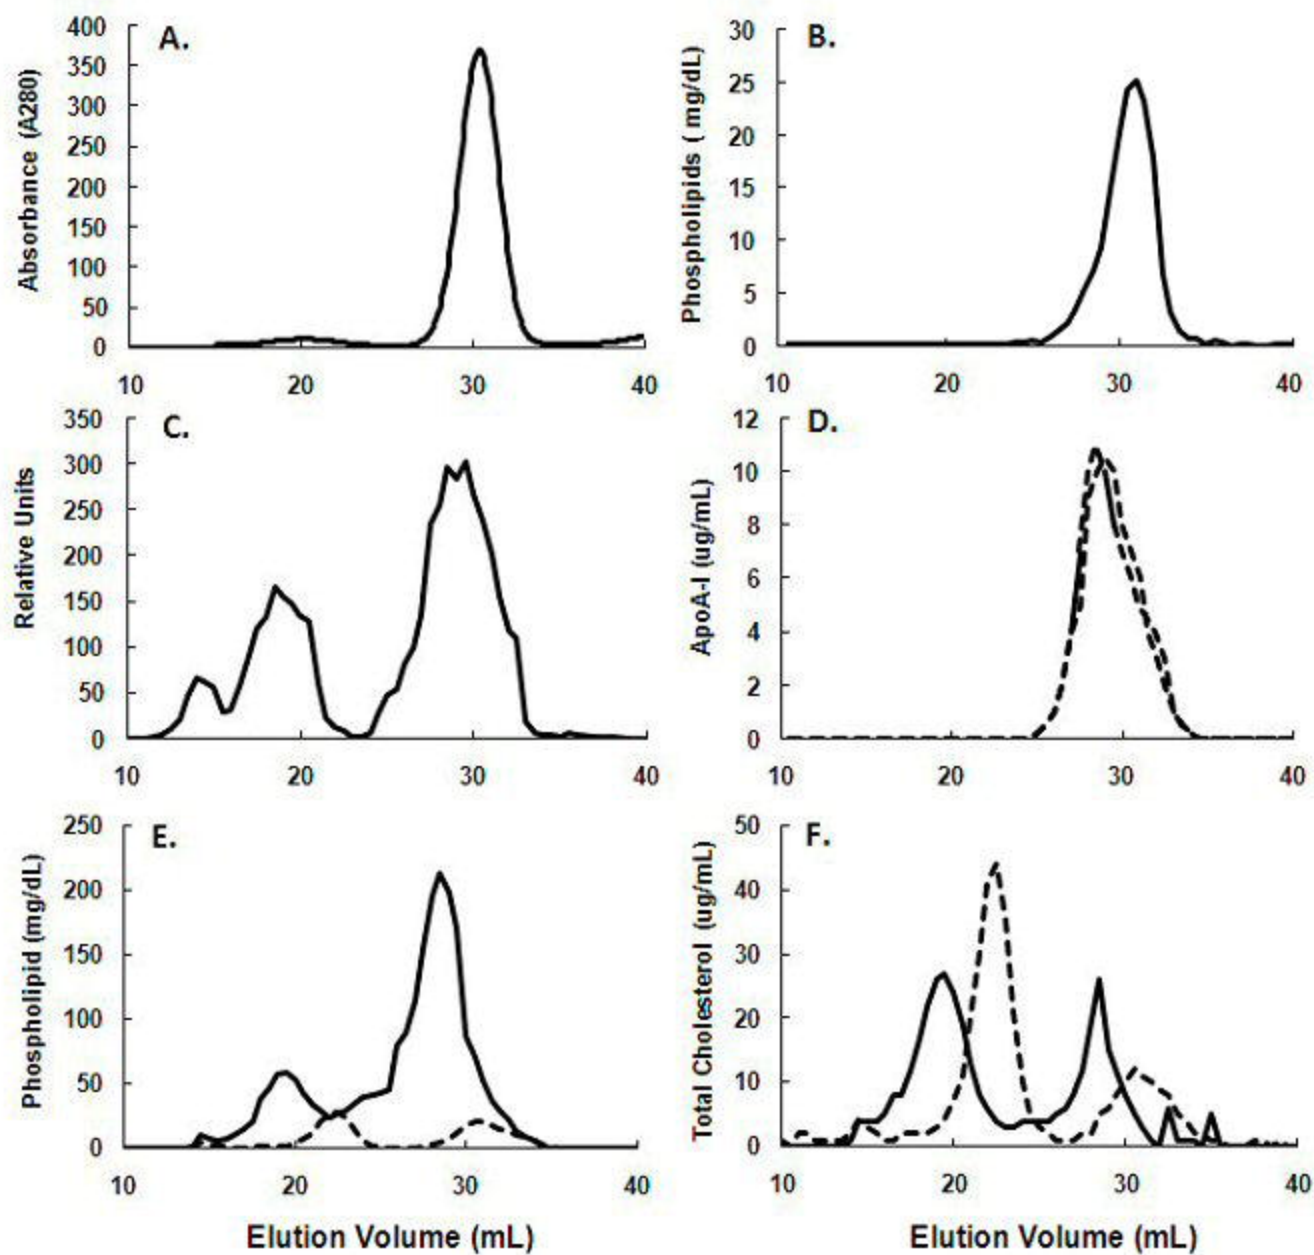 A.
Absorbance (A280)
400
350
300
250
200
150
100
50
0
10 20 30 40
B.
Phospholipids ( mg/dL)
30
25
20
15
10
5
0
10 20 30 40
C.
Relative Units
350
300
250
200
150
100
50
0
10 20 30 40
D.
ApoA-I (ug/mL)
12
10
8
6
4
2
0
10 20 30 40
E.
Phospholipid (mg/dL)
250
200
150
100
50
0
10 20 30 40
Elution Volume (mL)
F.
Total Cholesterol (ug/mL)
50
40
30
20
10
0
10 20 30 40
Elution Volume (mL)